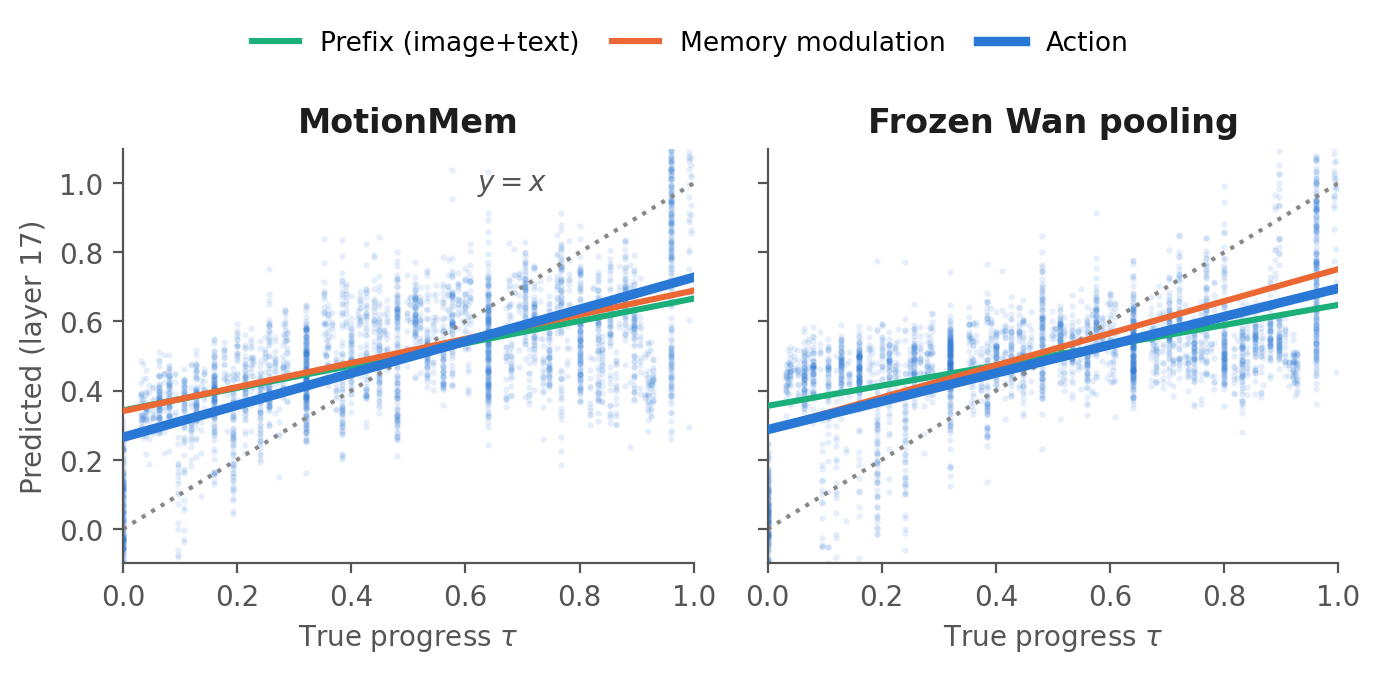 Prefix (image+text) Memory modulation Action
MotionMem Frozen Wan pooling
y = x
Predicted (layer 17)
1.0
0.8
0.6
0.4
0.2
0.0
0.0 0.2 0.4 0.6 0.8 1.0 0.0 0.2 0.4 0.6 0.8 1.0
True progress τ True progress τ